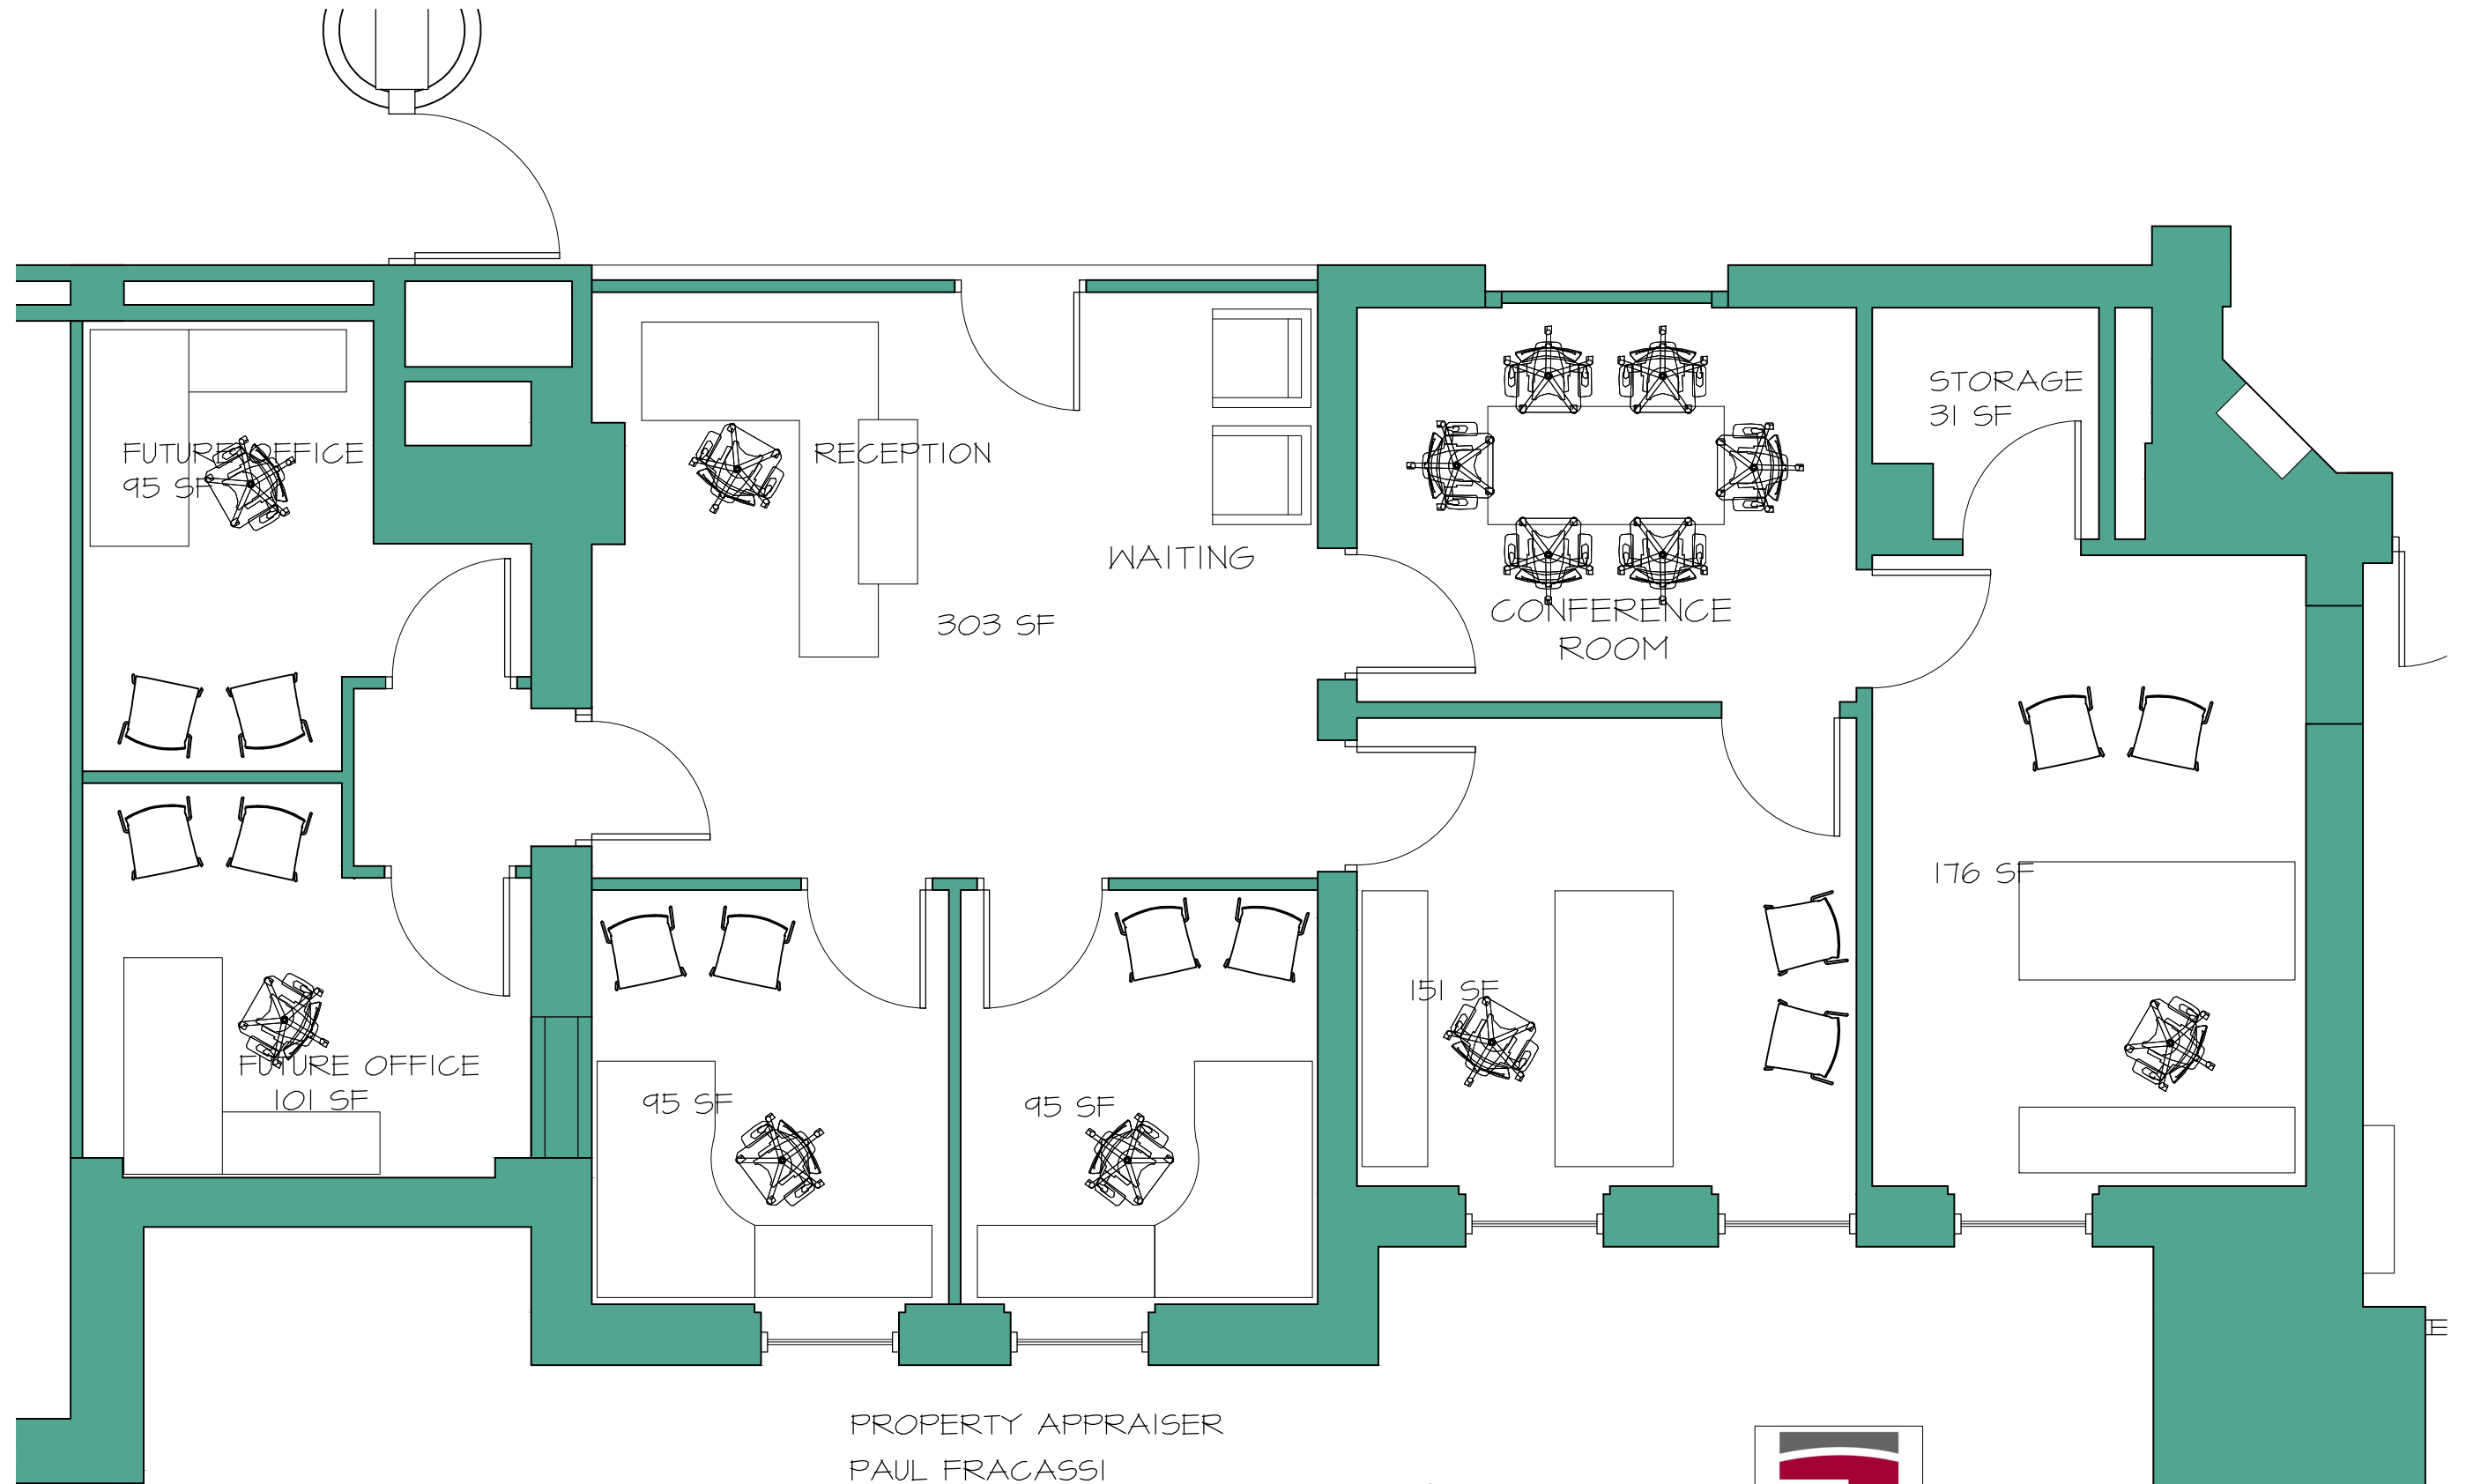 FUTURE OFFICE
95 SF
RECEPTION
WAITING
303 SF
CONFERENCE
ROOM
STORAGE
31 SF
176 SF
151 SF
FUTURE OFFICE
101 SF
95 SF
95 SF
PROPERTY APPRAISER
PAUL FRACASSI